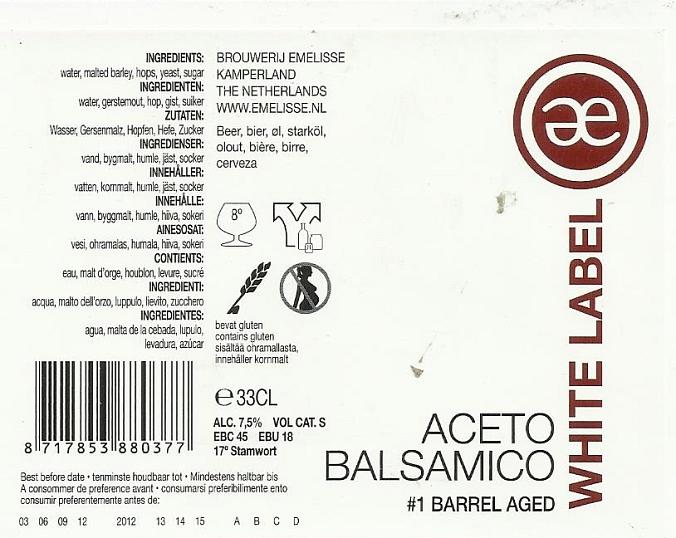 INGREDIENTS:
water, malted barley, hops, yeast, sugar
INGREDIENTEN:
water, gerstemout, hop, gist, suiker
ZUTATEN:
Wasser, Gersenmalz, Hopfen, Hefe, Zucker
INGREDIENSER:
vand, bygmalt, humle, jäst, socker
INNEHÅLLER:
vatten, kornmalt, humle, jäst, socker
INNEHÅLLE:
vann, byggmalt, humle, hiiva, sokeri
AINESOSAT:
vesi, ohramalas, humala, hiiva, sokeri
CONTIENTS:
eau, malt d'orge, houblon, levure, sucré
INGREDIENTI:
acqua, malto dell'orzo, luppulo, lievito, zucchero
INGREDIENTES:
agua, malta de la cebada, lupulo,
levadura, azúcar
8 717853 880377
BROUWERIJ EMELISSE
KAMPERLAND
THE NETHERLANDS
WWW.EMELISSE.NL
Beer, bier, øl, starköl,
olout, bière, birre,
cerveza
8º
bevat gluten
contains gluten
sisältää ohramallasta,
innehåller kornmalt
℮ 33CL
ALC. 7,5% VOL CAT. S
EBC 45 EBU 18
17º Stamwort
Best before date • tenminste houdbaar tot • Mindestens haltbar bis
A consommer de preference avant • consumarsi preferibilimento ento
consumir preferentemente antes de:
03 06 09 12 2012 13 14 15 A B C D
æ
WHITE LABEL
ACETO
BALSAMICO
#1 BARREL AGED